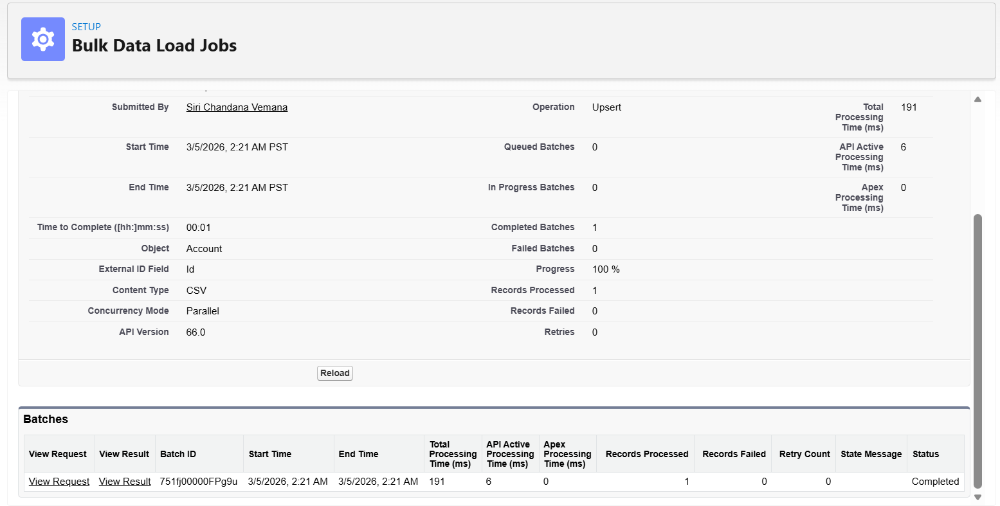 SETUP
Bulk Data Load Jobs
Submitted By Siri Chandana Vemana Operation Upsert Total Processing Time (ms) 191
Start Time 3/5/2026, 2:21 AM PST Queued Batches 0 API Active Processing Time (ms) 6
End Time 3/5/2026, 2:21 AM PST In Progress Batches 0 Apex Processing Time (ms) 0
Time to Complete ([hh:]mm:ss) 00:01 Completed Batches 1
Object Account Failed Batches 0
External ID Field Id Progress 100 %
Content Type CSV Records Processed 1
Concurrency Mode Parallel Records Failed 0
API Version 66.0 Retries 0
Reload
Batches
View Request View Result Batch ID Start Time End Time Total Processing Time (ms) API Active Processing Time (ms) Apex Processing Time (ms) Records Processed Records Failed Retry Count State Message Status
View Request View Result 751fj00000FPg9u 3/5/2026, 2:21 AM 3/5/2026, 2:21 AM 191 6 0 1 0 0 Completed